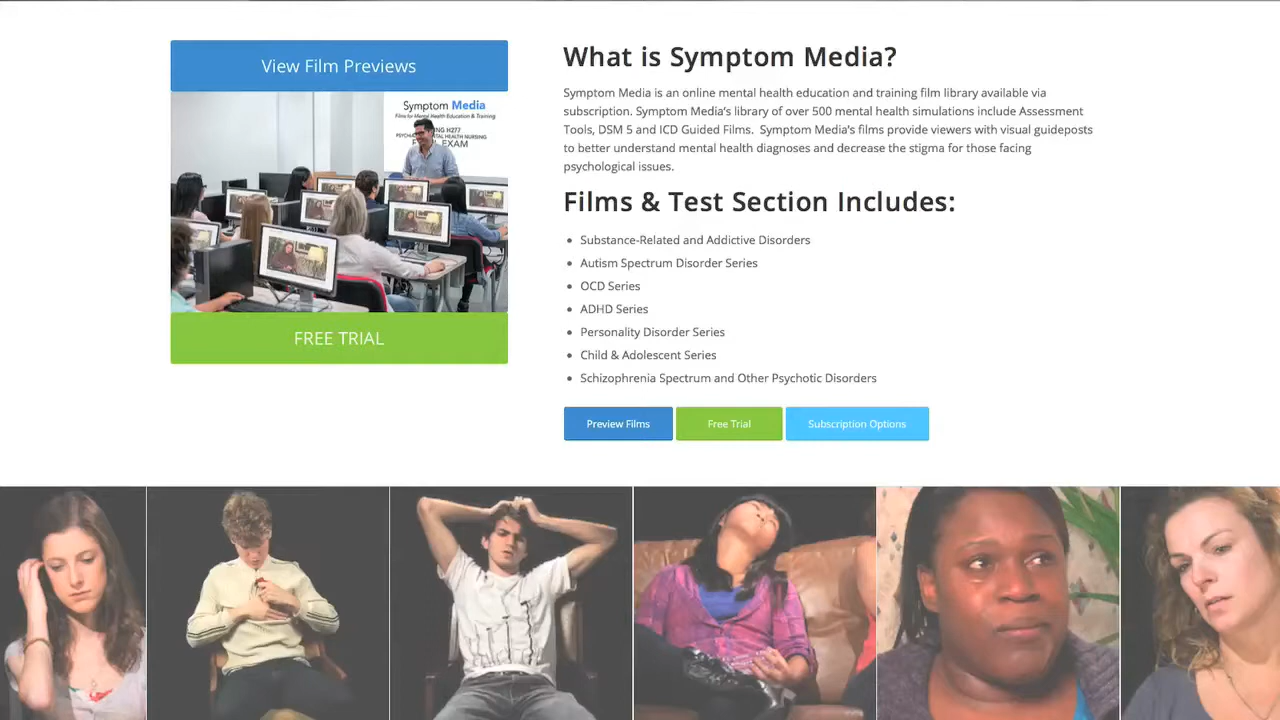 View Film Previews
Symptom Media
Films for Mental Health Education & Training
EXAM
FREE TRIAL
What is Symptom Media?
Symptom Media is an online mental health education and training film library available via
subscription. Symptom Media's library of over 500 mental health simulations include Assessment
Tools, DSM 5 and ICD Guided Films.  Symptom Media's films provide viewers with visual guideposts
to better understand mental health diagnoses and decrease the stigma for those facing
psychological issues.
Films & Test Section Includes:
Substance-Related and Addictive Disorders
Autism Spectrum Disorder Series
OCD Series
ADHD Series
Personality Disorder Series
Child & Adolescent Series
Schizophrenia Spectrum and Other Psychotic Disorders
Preview Films
Free Trial
Subscription Options